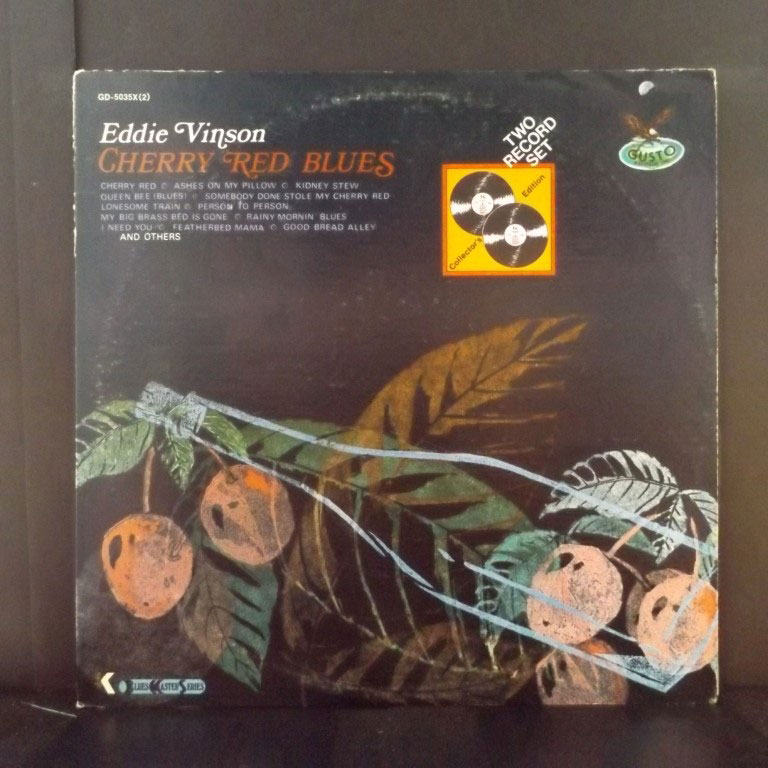 GD-5035X(2)
Eddie Vinson
CHERRY RED BLUES
CHERRY RED ○ ASHES ON MY PILLOW ○ KIDNEY STEW
QUEEN BEE (BLUES) ○ SOMEBODY DONE STOLE MY CHERRY RED
LONESOME TRAIN ○ PERSON TO PERSON
MY BIG BRASS BED IS GONE ○ RAINY MORNIN' BLUES
I NEED YOU ○ FEATHERBED MAMA ○ GOOD BREAD ALLEY
AND OTHERS
TWO
RECORD
SET
Collector's Edition
GUSTO
K
BLUES MASTER SERIES